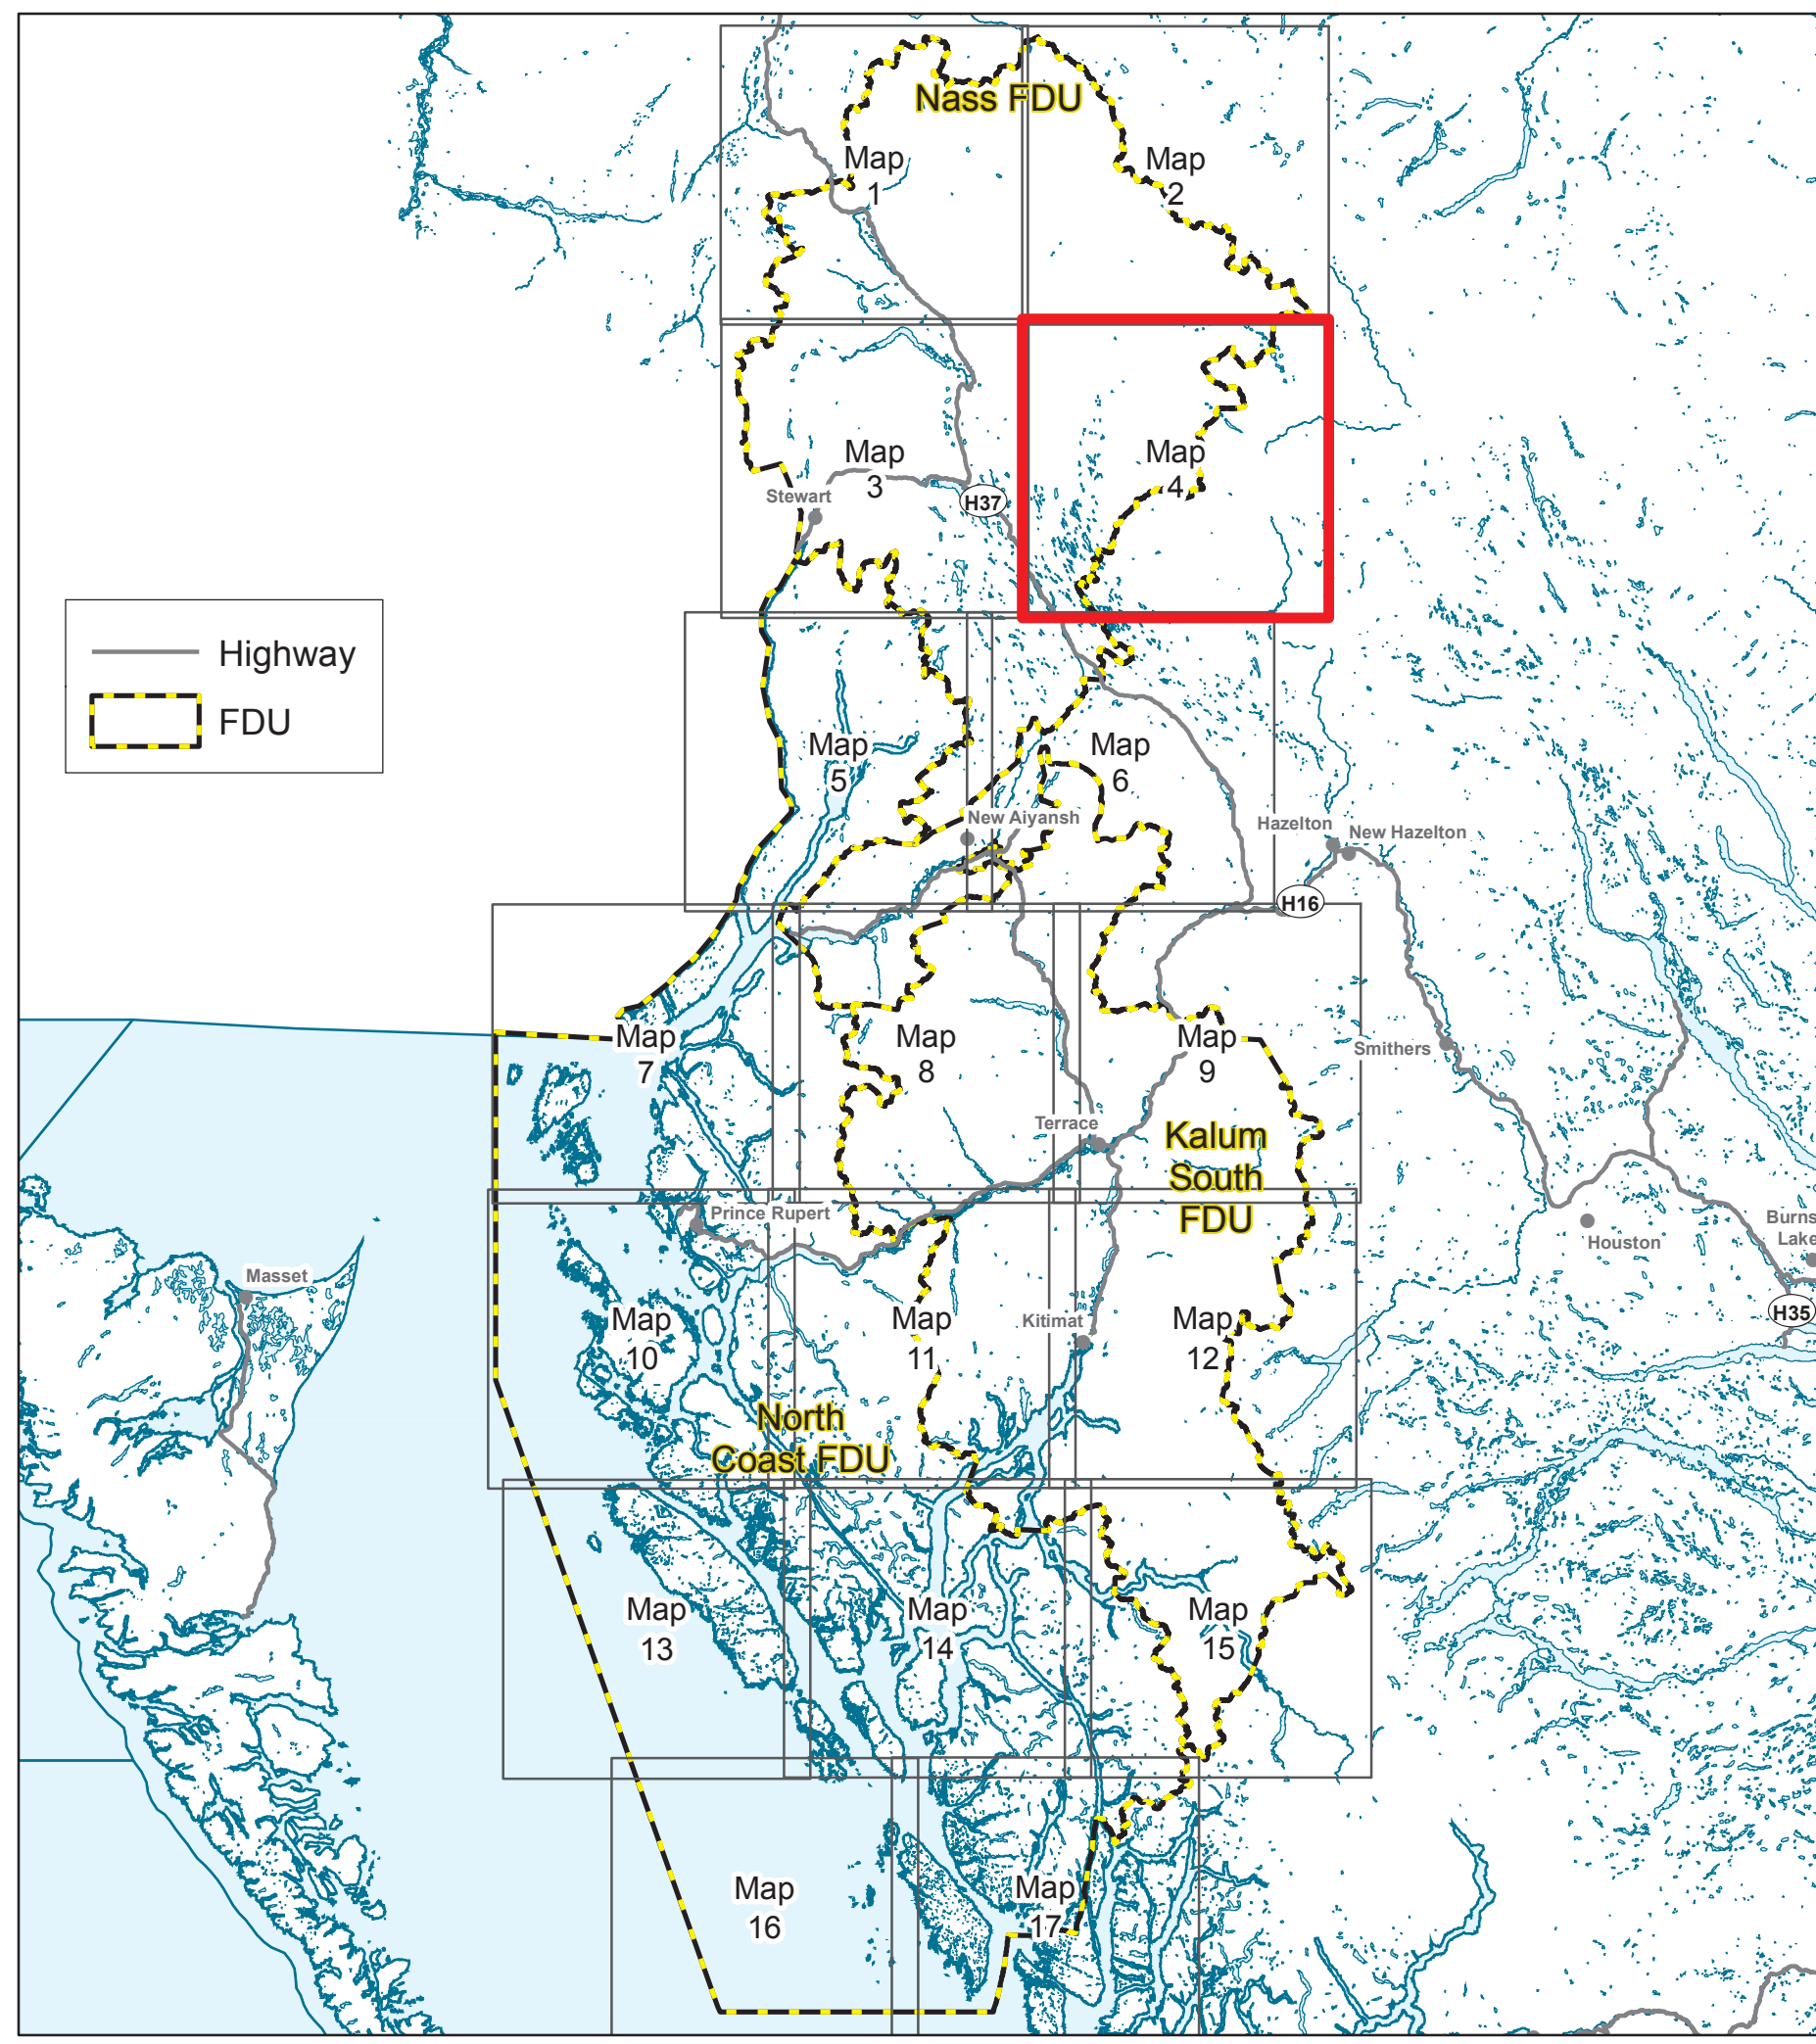 Nass FDU
Map
1
Map
2
Map
3
Map
4
Stewart
H37
Highway
FDU
Map
5
Map
6
New Aiyansh
Hazelton
New Hazelton
H16
Map
7
Map
8
Map
9
Smithers
Terrace
Kalum
South
FDU
Prince Rupert
Houston
Burns
Lake
Masset
Map
10
Map
11
Kitimat
Map
12
H35
North
Coast FDU
Map
13
Map
14
Map
15
Map
16
Map
17